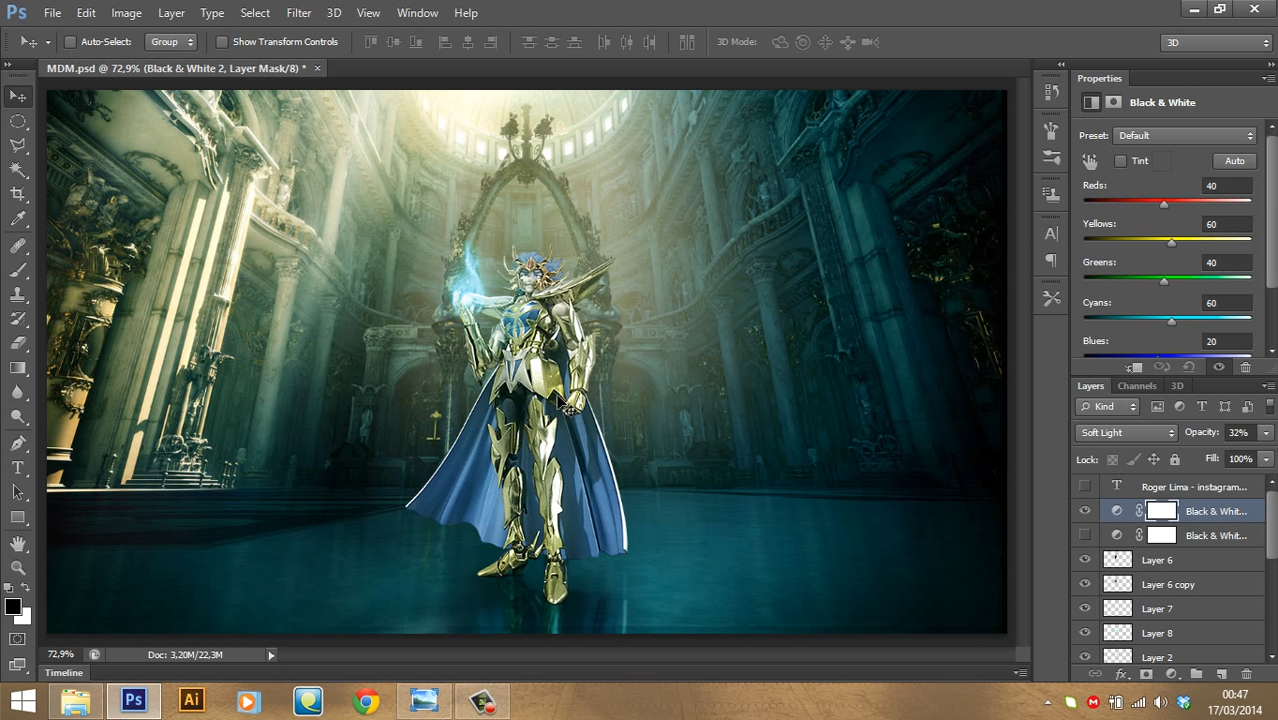 Ps File Edit Image Layer Type Select Filter 3D View Window Help
Auto-Select: Group Show Transform Controls 3D Mode: 3D
MDM.psd @ 72,9% (Black & White 2, Layer Mask/8) * ×
Properties
Black & White
Preset: Default
Tint Auto
Reds: 40
Yellows: 60
Greens: 40
Cyans: 60
Blues: 20
Layers Channels 3D
Kind
Soft Light Opacity: 32%
Lock: Fill: 100%
Roger Lima - instagram...
Black & Whit...
Black & Whit...
Layer 6
Layer 6 copy
Layer 7
Layer 8
Layer 2
72,9% Doc: 3,20M/22,3M
Timeline
Ps Ai
00:47
17/03/2014